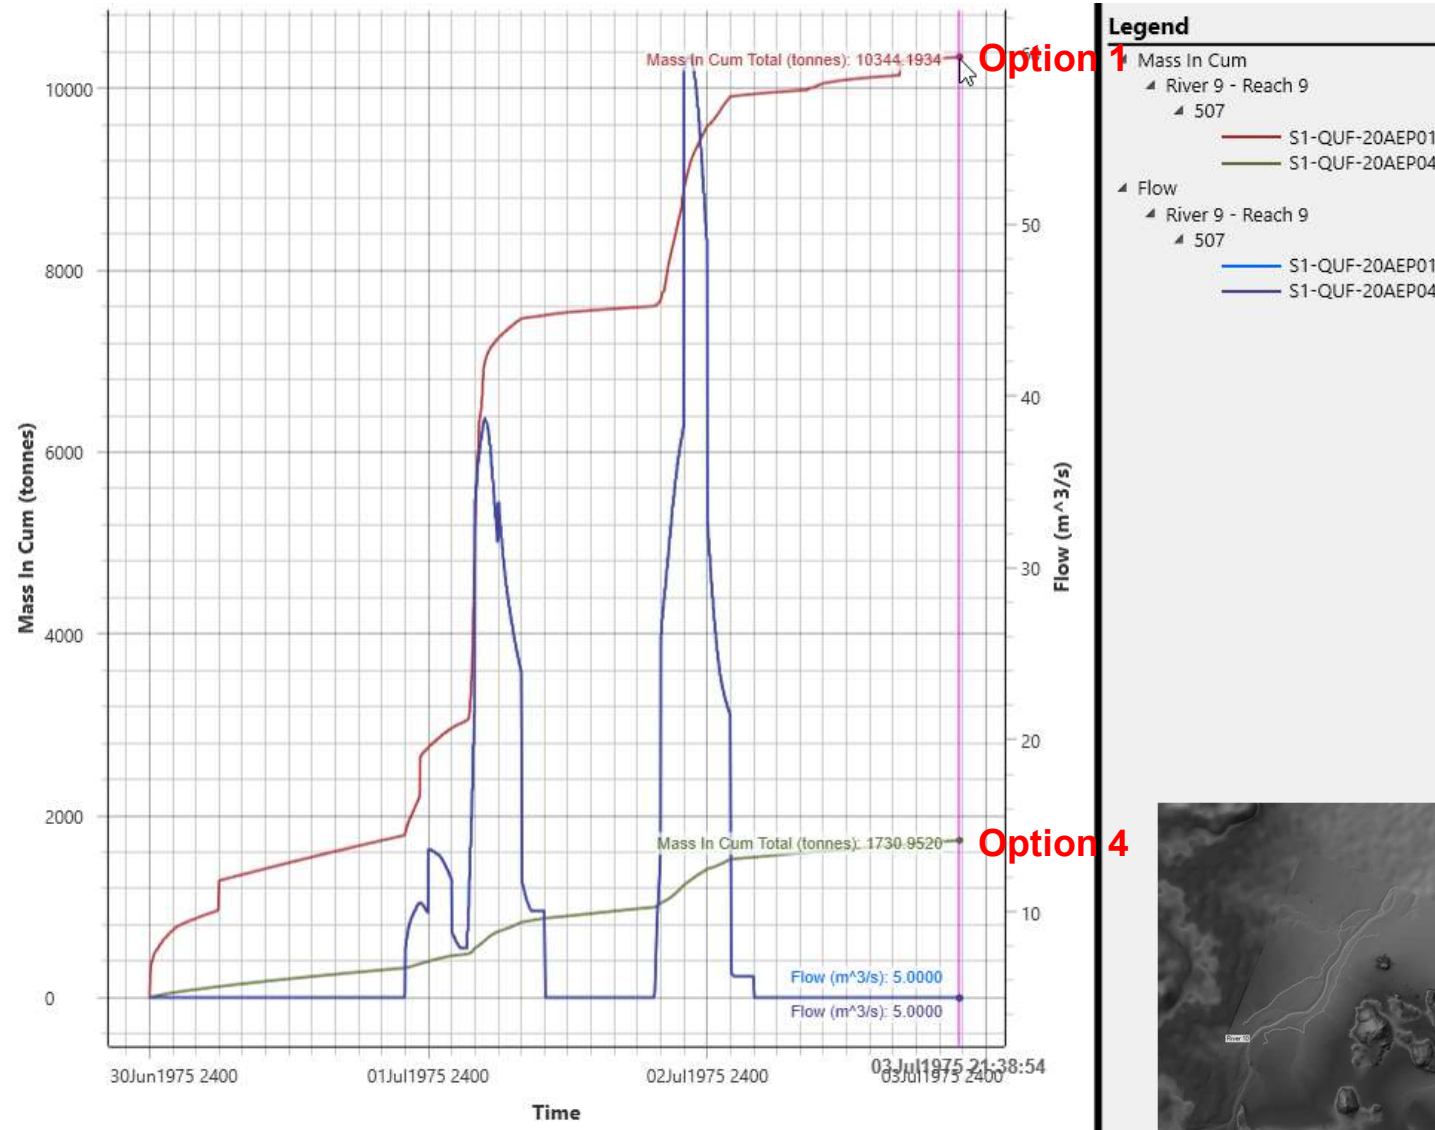 Mass In Cum Total (tonnes): 10344.1934
Option 1
Legend
Mass In Cum
River 9 - Reach 9
507
S1-QUF-20AEP01
S1-QUF-20AEP04
Flow
River 9 - Reach 9
507
S1-QUF-20AEP01
S1-QUF-20AEP04
10000
8000
6000
4000
2000
0
Mass In Cum (tonnes)
50
40
30
20
10
Flow (m^3/s)
Mass In Cum Total (tonnes): 1730.9520
Option 4
Flow (m^3/s): 5.0000
Flow (m^3/s): 5.0000
03Jul1975 21:38:54
30Jun1975 2400
01Jul1975 2400
02Jul1975 2400
03Jul1975 2400
Time